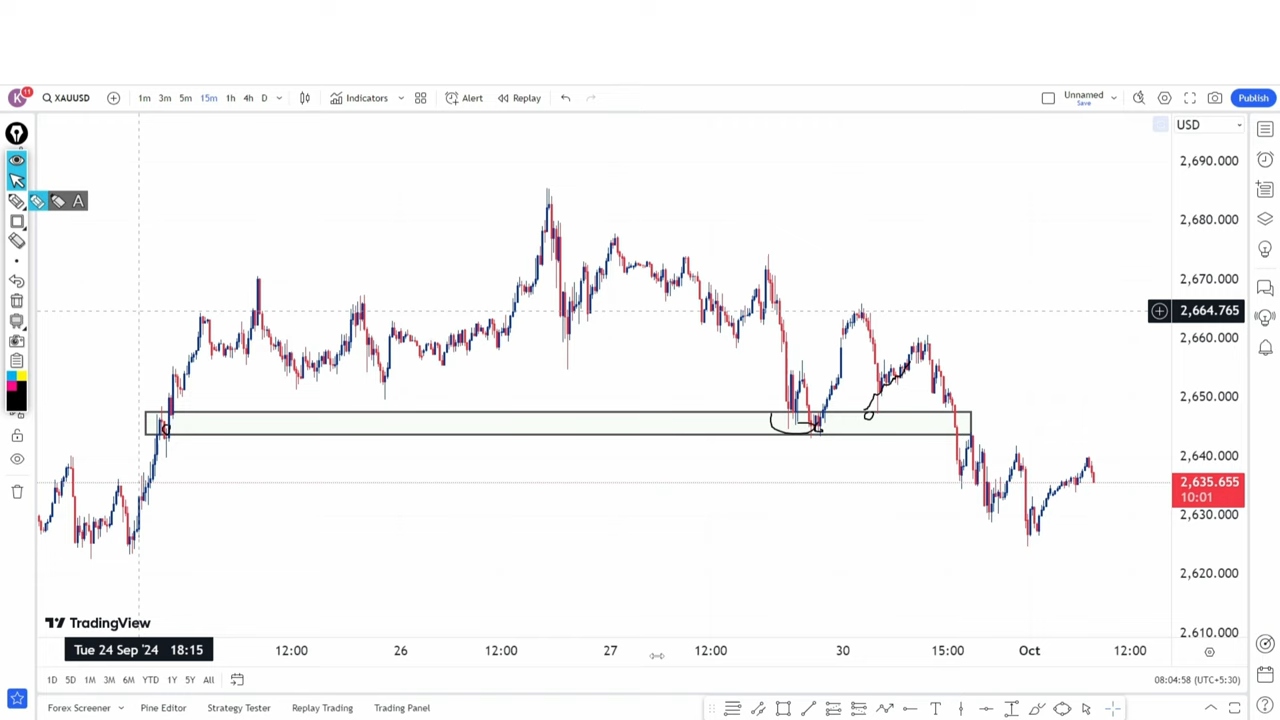 K 11 XAUUSD 1m 3m 5m 15m 1h 4h D Indicators Alert Replay Unnamed Save Publish
USD
A
2,690.000
2,680.000
2,670.000
2,664.765
2,660.000
2,650.000
2,640.000
2,635.655
10:01
2,630.000
2,620.000
2,610.000
TradingView
Tue 24 Sep '24 18:15 12:00 26 12:00 27 12:00 30 15:00 Oct 12:00
1D 5D 1M 3M 6M YTD 1Y 5Y All 08:04:58 (UTC+5:30)
Forex Screener Pine Editor Strategy Tester Replay Trading Trading Panel T